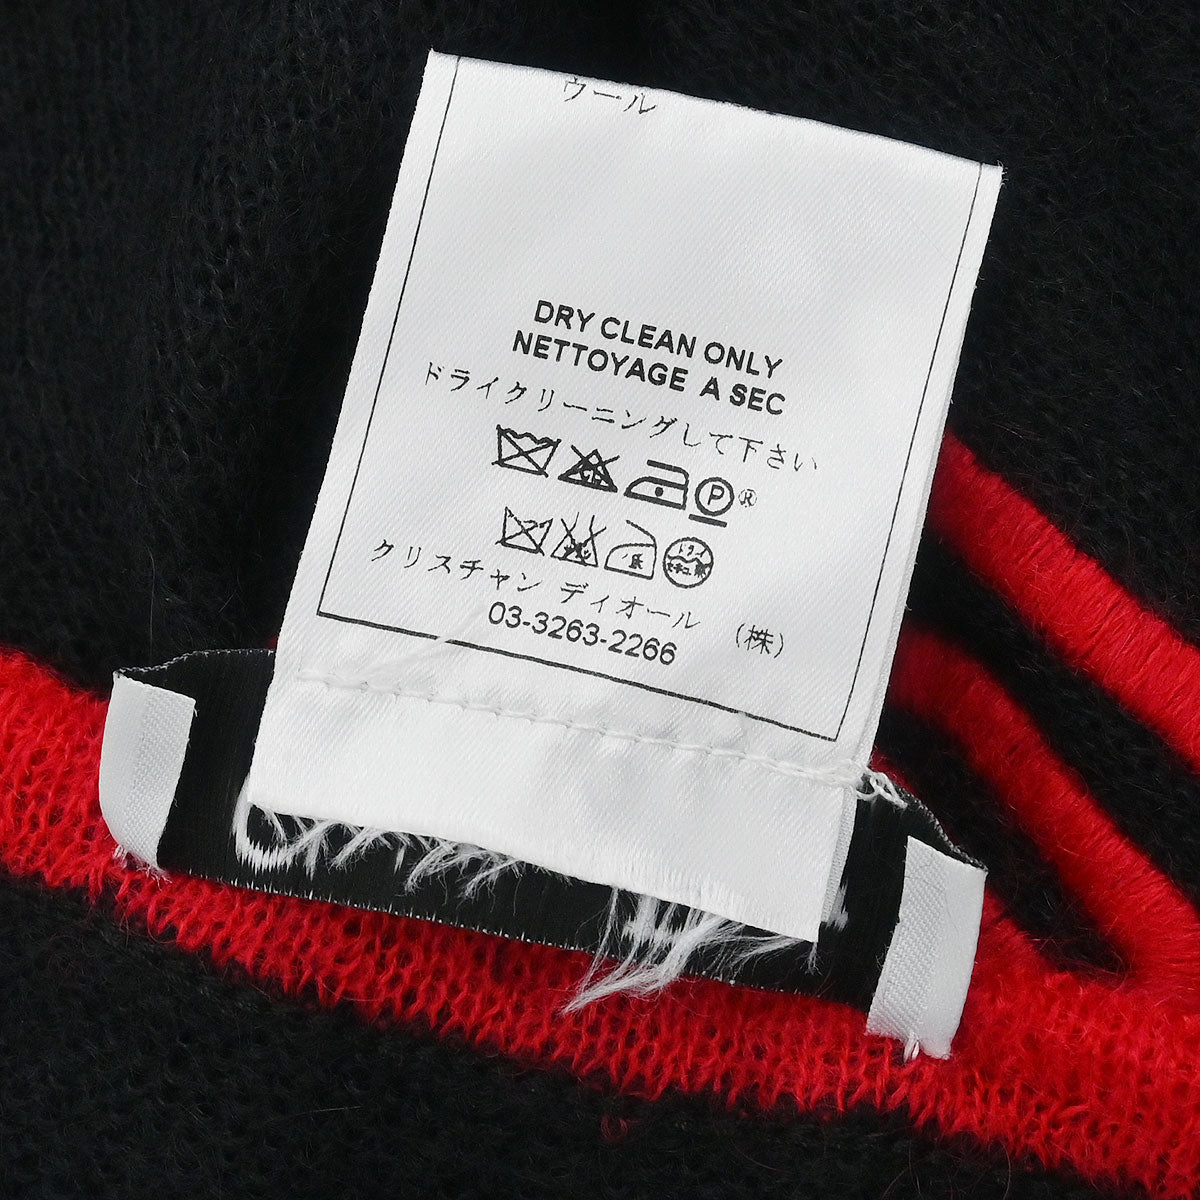 ウール
DRY CLEAN ONLY
NETTOYAGE A SEC
ドライクリーニングして下さい
P ®
クリスチャン ディオール (株)
03-3263-2266